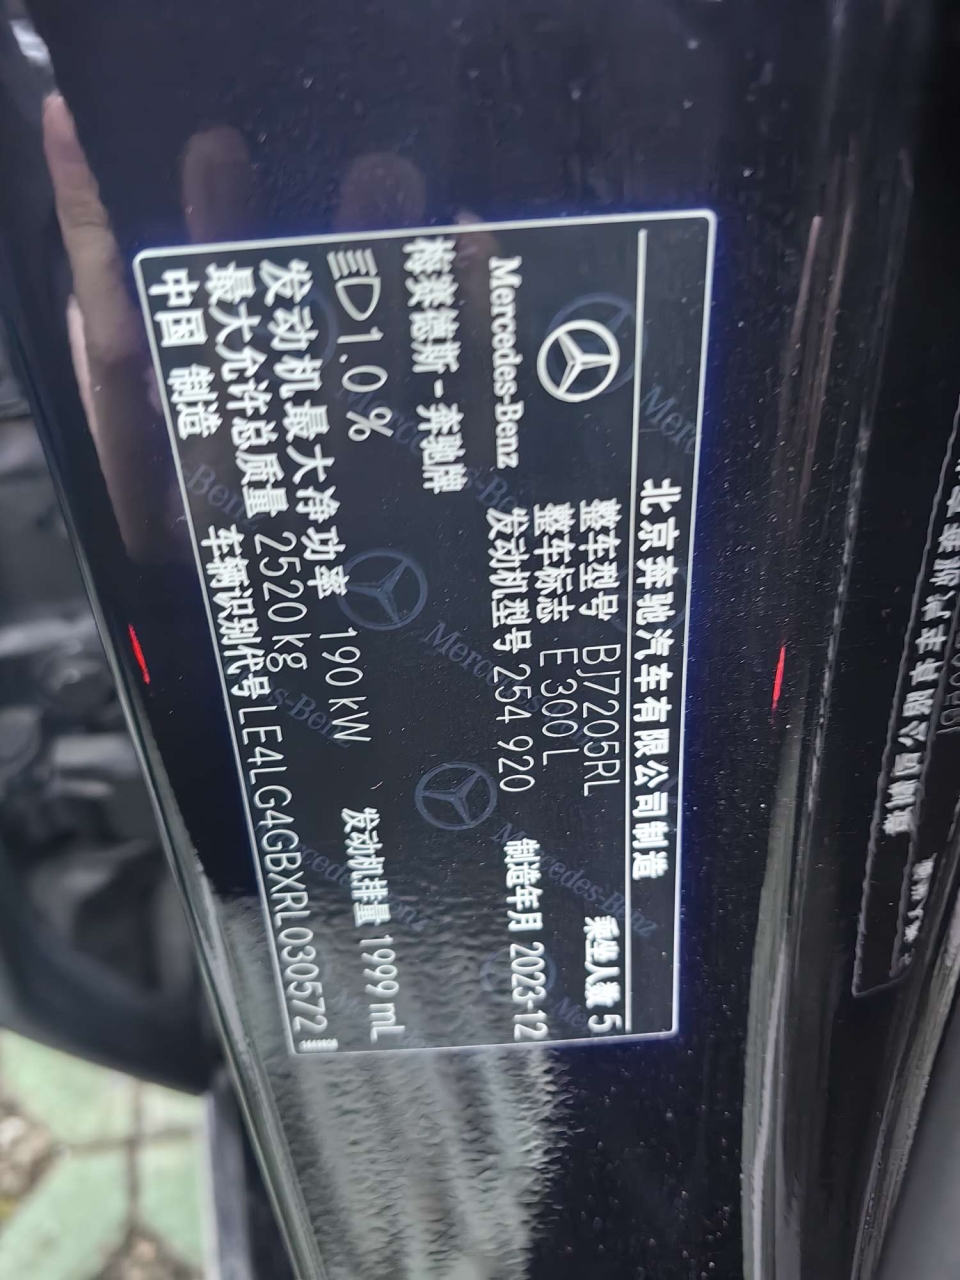 北京奔驰汽车有限公司制造
Mercedes-Benz
整车型号 BJ7205RL 乘坐人数 5
整车标志 E 300 L
发动机型号 254 920 制造年月 2023-12
梅赛德斯-奔驰牌
1.0%
发动机最大净功率 190 kW 发动机排量 1999 mL
最大允许总质量 2520 kg
中国 制造 车辆识别代号 LE4LG4GBXRL030572